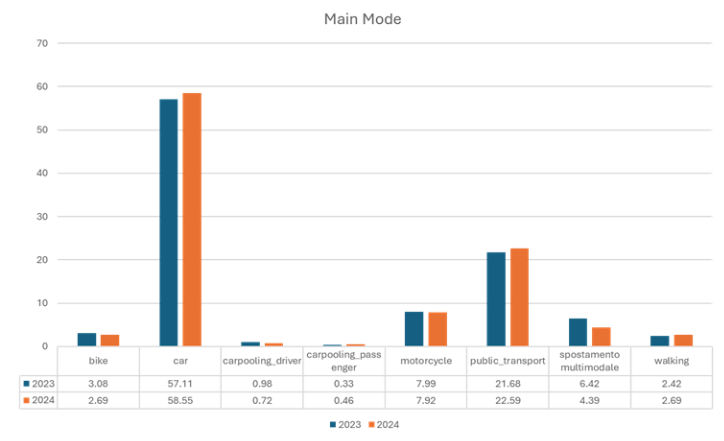 Main Mode
70
60
50
40
30
20
10
0
bike car carpooling_driver carpooling_pass motorcycle public_transport spostamento walking
enger multimodale
2023 3.08 57.11 0.98 0.33 7.99 21.68 6.42 2.42
2024 2.69 58.55 0.72 0.46 7.92 22.59 4.39 2.69
2023 2024